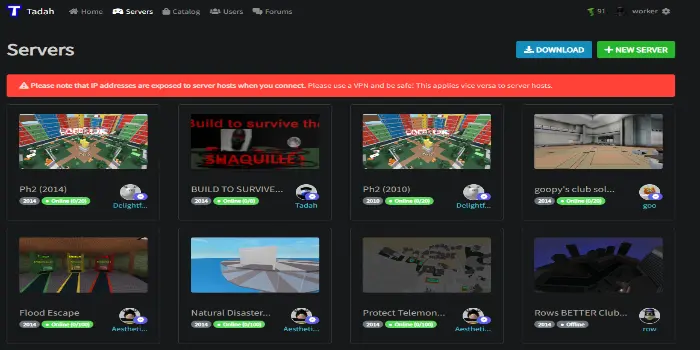 Tadah Home Servers Catalog Users Forums 91 worker
Servers DOWNLOAD NEW SERVER
Please note that IP addresses are exposed to server hosts when you connect. Please use a VPN and be safe! This applies vice versa to server hosts.
Build to survive the
SHAQUILLE!
Ph2 (2014) BUILD TO SURVIVE... Ph2 (2010) goopy's club sol...
2014 Online (0/20) 2014 Online (0/8) 2010 Online (0/20) 2014 Online (0/20)
Delightf... Tadah Delightf... goo
Flood Escape Natural Disaster... Protect Telemon... Rows BETTER Club...
2014 Online (0/100) 2014 Online (0/100) 2014 Online (0/140) 2014 Offline
Aestheti... Aestheti... Aestheti... row